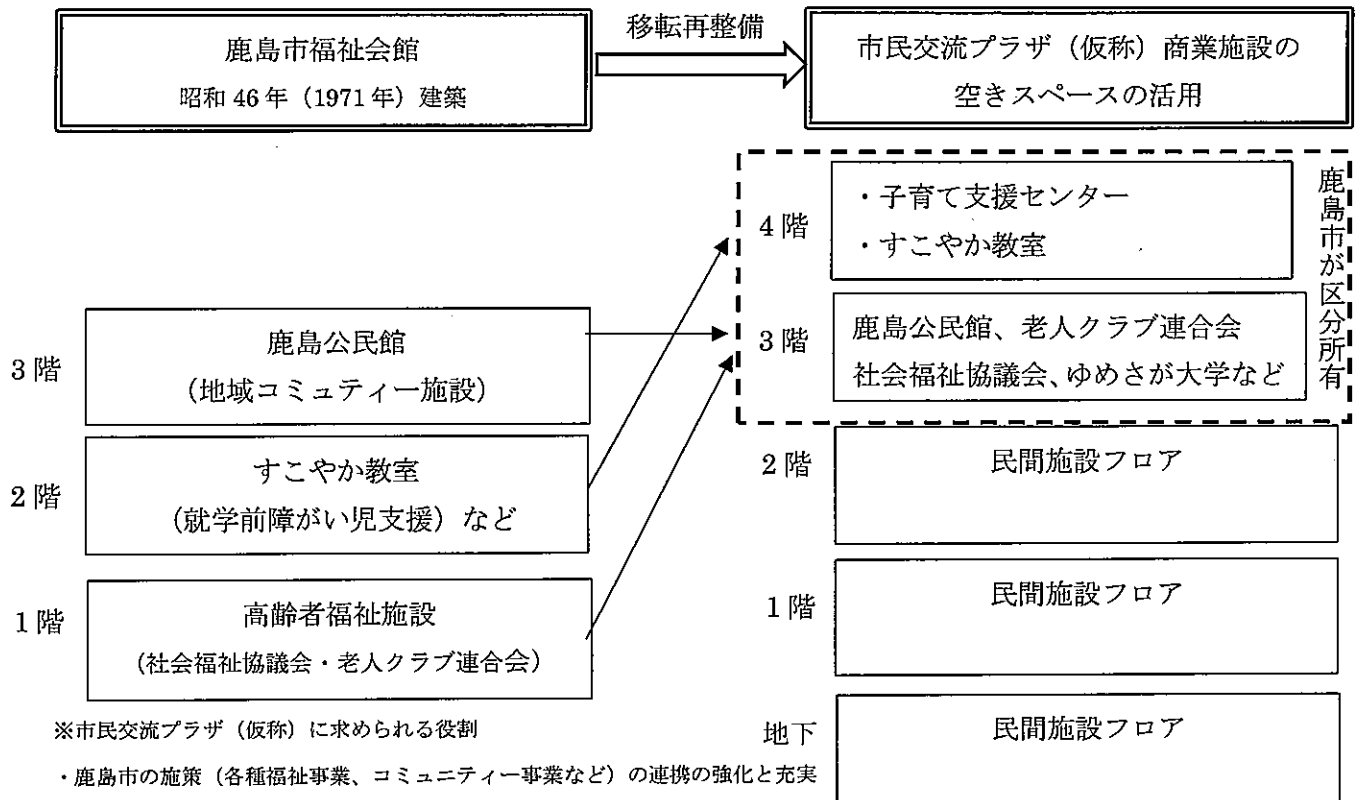 鹿島市福祉会館
昭和 46 年（1971 年）建築
移転再整備
市民交流プラザ（仮称）商業施設の
空きスペースの活用
3 階
鹿島公民館
（地域コミュティー施設）
2 階
すこやか教室
（就学前障がい児支援）など
1 階
高齢者福祉施設
（社会福祉協議会・老人クラブ連合会）
4 階
・子育て支援センター
・すこやか教室
3 階
鹿島公民館、老人クラブ連合会
社会福祉協議会、ゆめさが大学など
鹿島市が区分所有
2 階
民間施設フロア
1 階
民間施設フロア
地下
民間施設フロア
※市民交流プラザ（仮称）に求められる役割
・鹿島市の施策（各種福祉事業、コミュニティー事業など）の連携の強化と充実